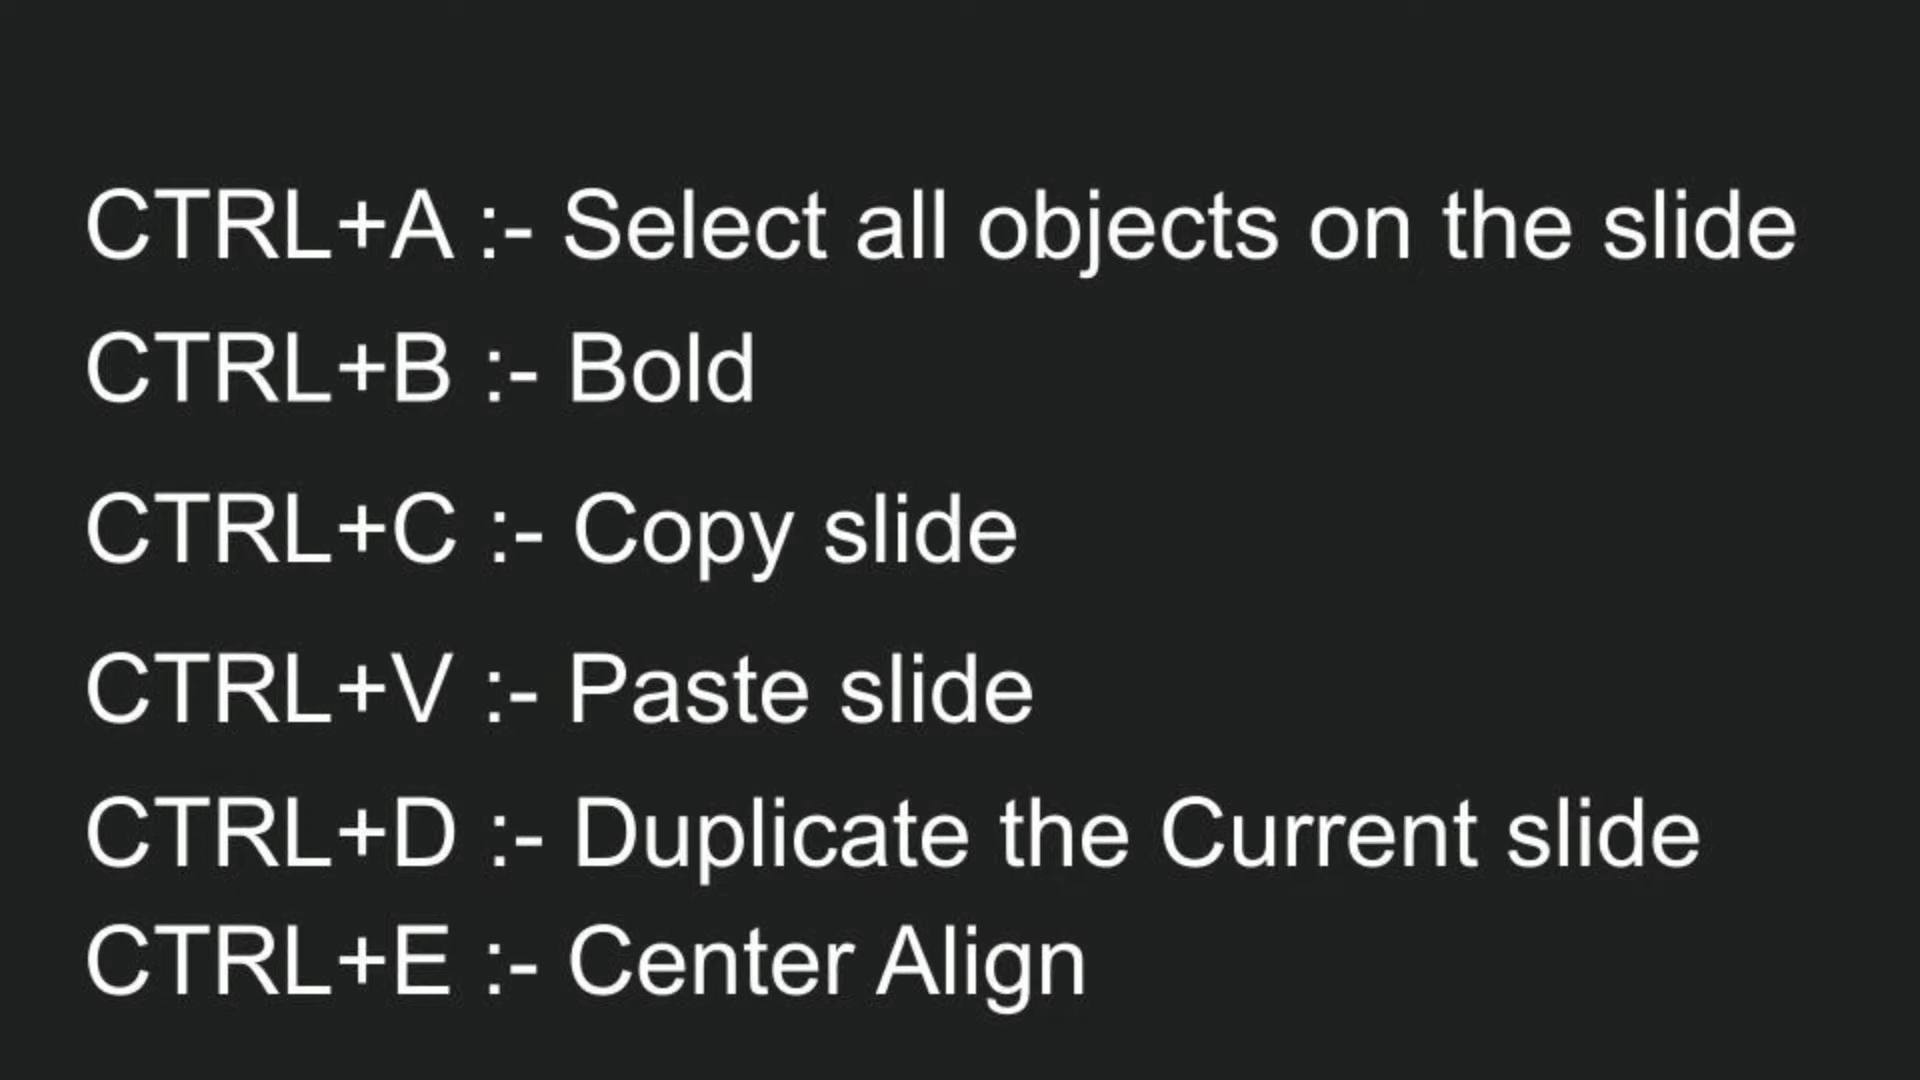 CTRL+A :- Select all objects on the slide
CTRL+B :- Bold
CTRL+C :- Copy slide
CTRL+V :- Paste slide
CTRL+D :- Duplicate the Current slide
CTRL+E :- Center Align